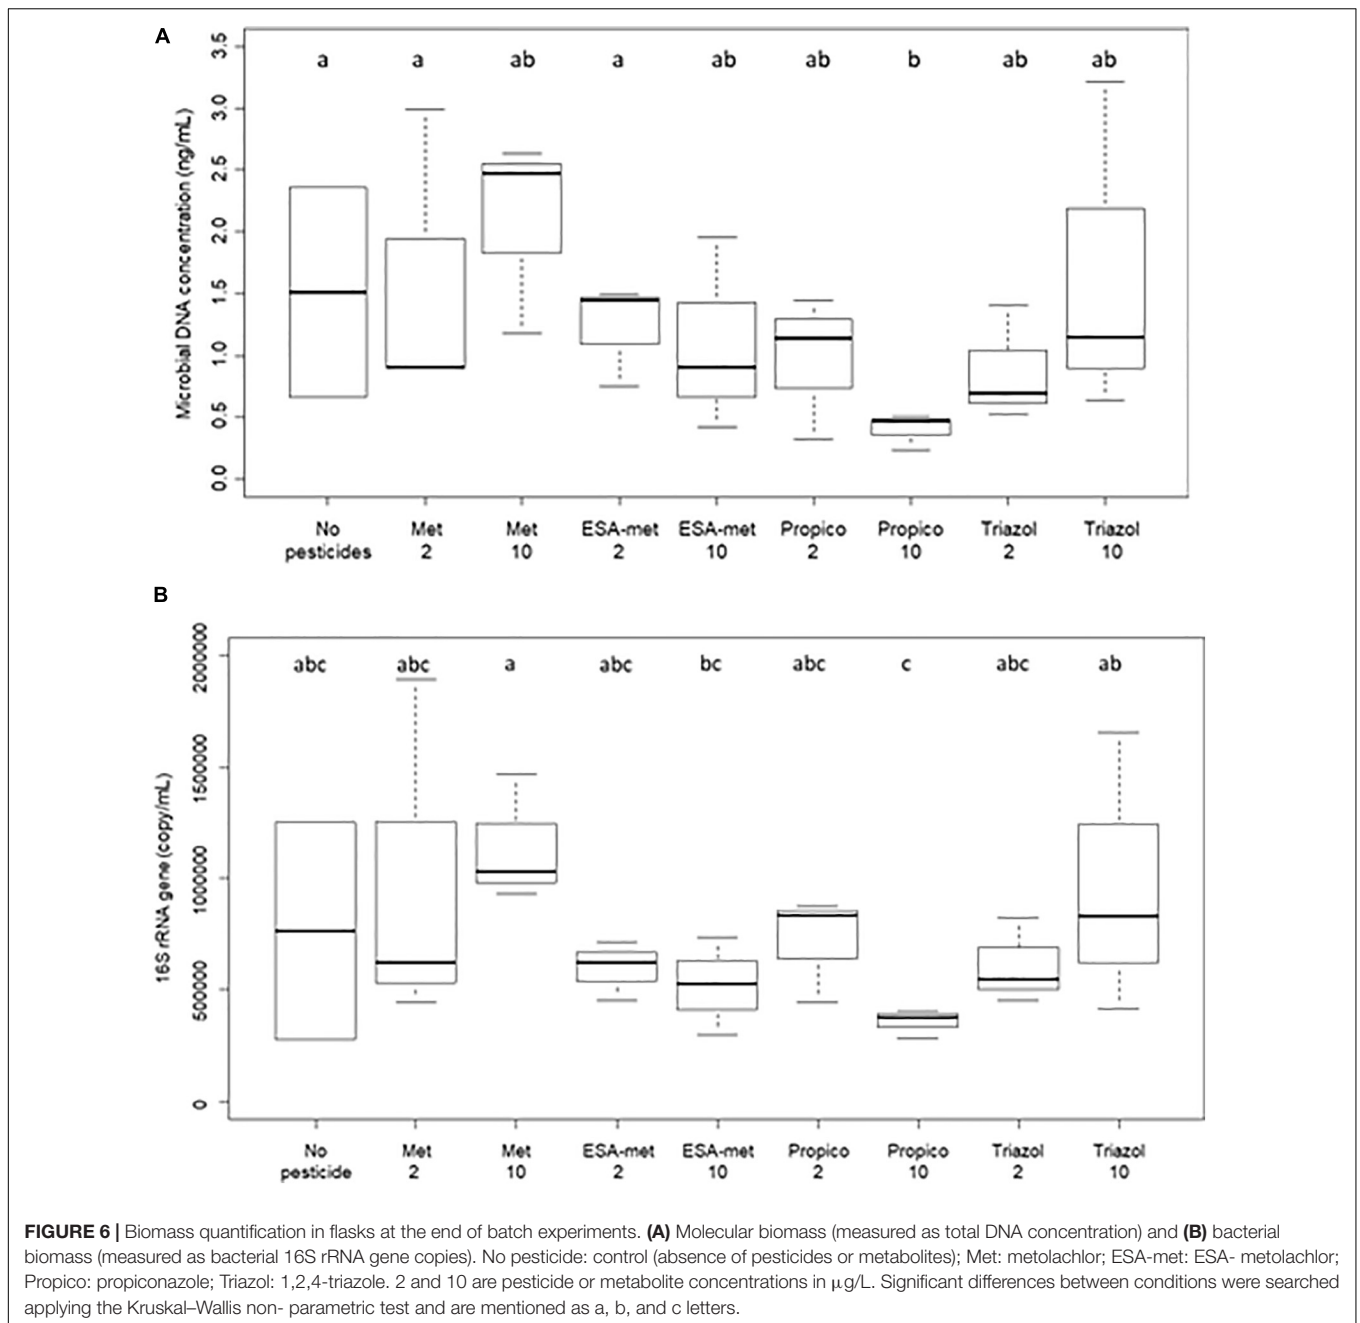 A
3.5
3.0
2.5
2.0
1.5
1.0
0.5
0.0
Microbial DNA concentration (ng/mL)
a a ab a ab ab b ab ab
No Met Met ESA-met ESA-met Propico Propico Triazol Triazol
pesticides 2 10 2 10 2 10 2 10
B
2000000
1500000
1000000
500000
0
16S rRNA gene (copy/mL)
abc abc a abc bc abc c abc ab
No Met Met ESA-met ESA-met Propico Propico Triazol Triazol
pesticide 2 10 2 10 2 10 2 10
FIGURE 6 | Biomass quantification in flasks at the end of batch experiments. (A) Molecular biomass (measured as total DNA concentration) and (B) bacterial
biomass (measured as bacterial 16S rRNA gene copies). No pesticide: control (absence of pesticides or metabolites); Met: metolachlor; ESA-met: ESA- metolachlor;
Propico: propiconazole; Triazol: 1,2,4-triazole. 2 and 10 are pesticide or metabolite concentrations in μg/L. Significant differences between conditions were searched
applying the Kruskal–Wallis non- parametric test and are mentioned as a, b, and c letters.